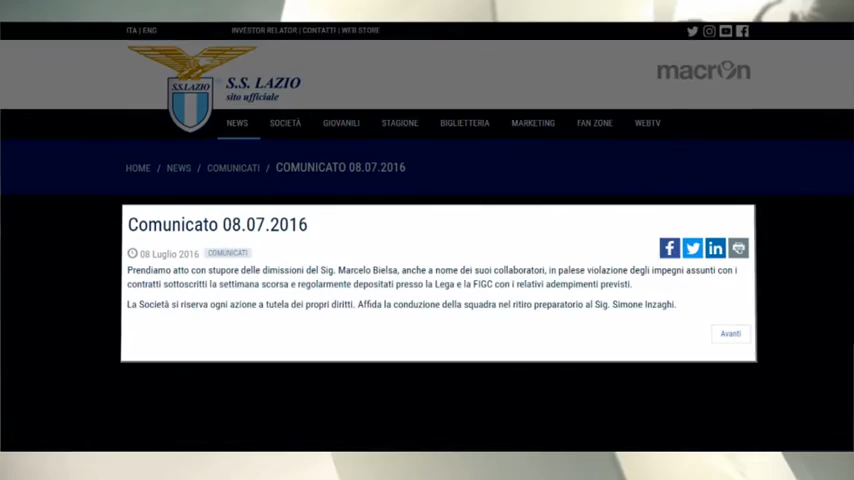 ITA | ENG
INVESTOR RELATOR | CONTATTI | WEB STORE
S.S. LAZIO
S.S. LAZIO
sito ufficiale
macron
NEWS SOCIETÀ GIOVANILI STAGIONE BIGLIETTERIA MARKETING FAN ZONE WEBTV
HOME / NEWS / COMUNICATI / COMUNICATO 08.07.2016
Comunicato 08.07.2016
08 Luglio 2016 COMUNICATI
Prendiamo atto con stupore delle dimissioni del Sig. Marcelo Bielsa, anche a nome dei suoi collaboratori, in palese violazione degli impegni assunti con i
contratti sottoscritti la settimana scorsa e regolarmente depositati presso la Lega e la FIGC con i relativi adempimenti previsti.
La Società si riserva ogni azione a tutela dei propri diritti. Affida la conduzione della squadra nel ritiro preparatorio al Sig. Simone Inzaghi.
Avanti